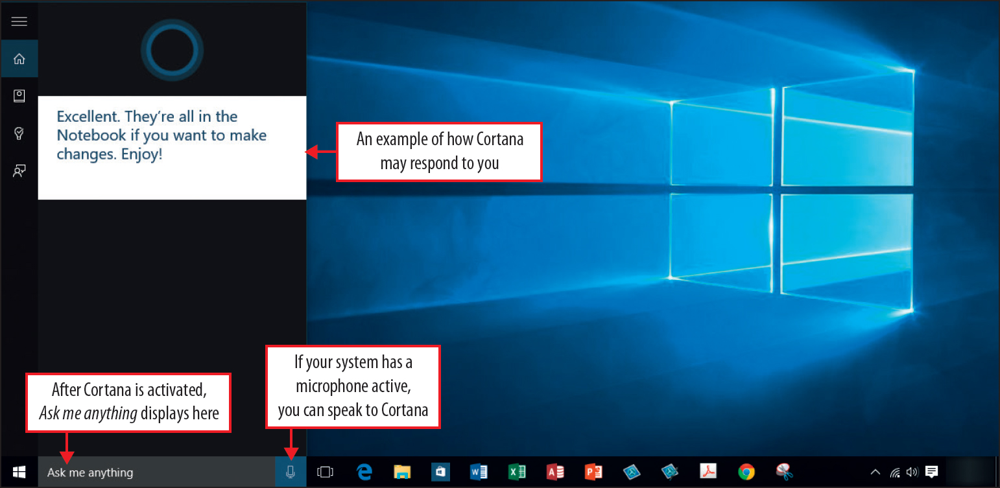 Excellent. They're all in the
Notebook if you want to make
changes. Enjoy!
An example of how Cortana
may respond to you
If your system has a
microphone active,
you can speak to Cortana
After Cortana is activated,
Ask me anything displays here
Ask me anything